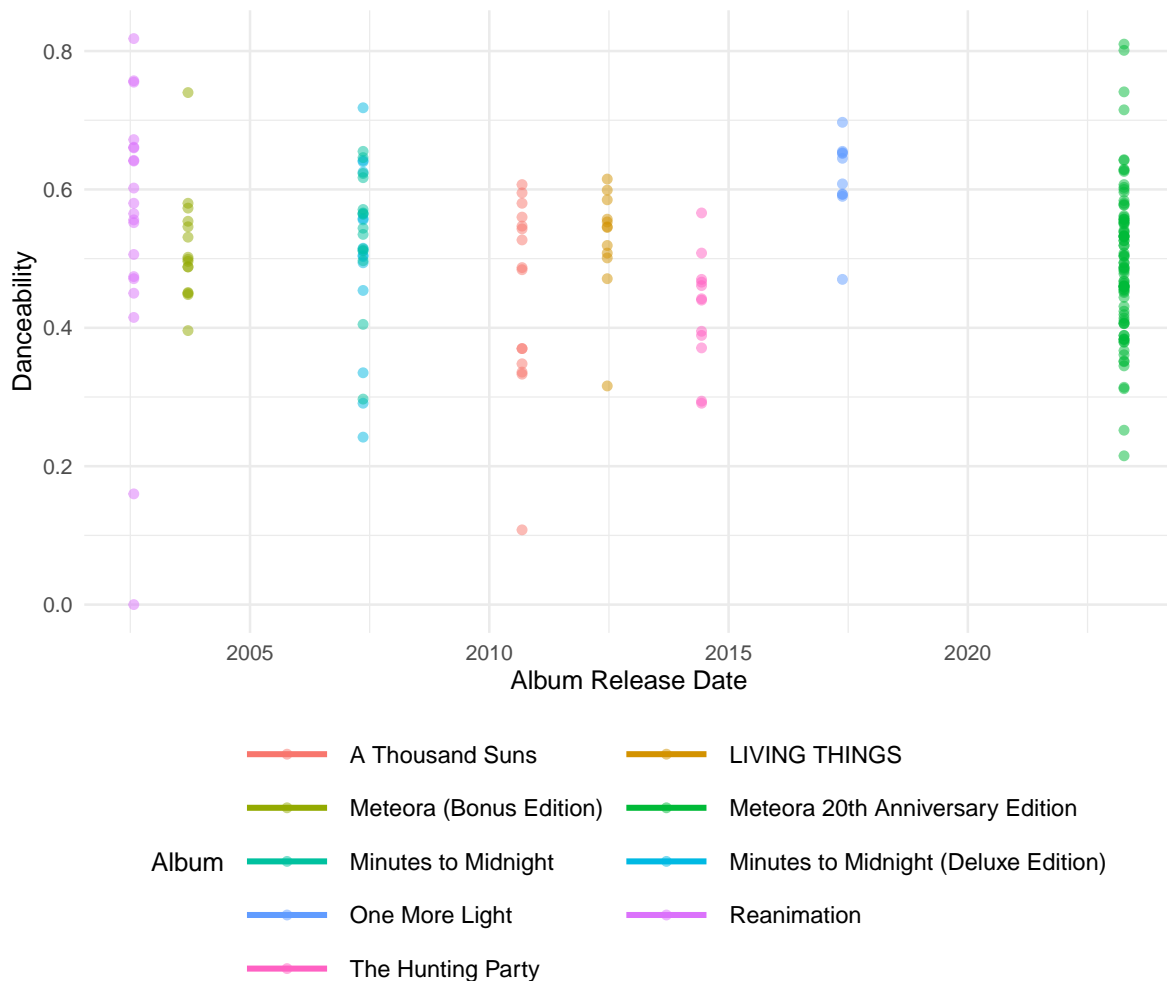 0.8
0.6
0.4
0.2
0.0
Danceability
2005 2010 2015 2020
Album Release Date
Album
A Thousand Suns LIVING THINGS
Meteora (Bonus Edition) Meteora 20th Anniversary Edition
Minutes to Midnight Minutes to Midnight (Deluxe Edition)
One More Light Reanimation
The Hunting Party